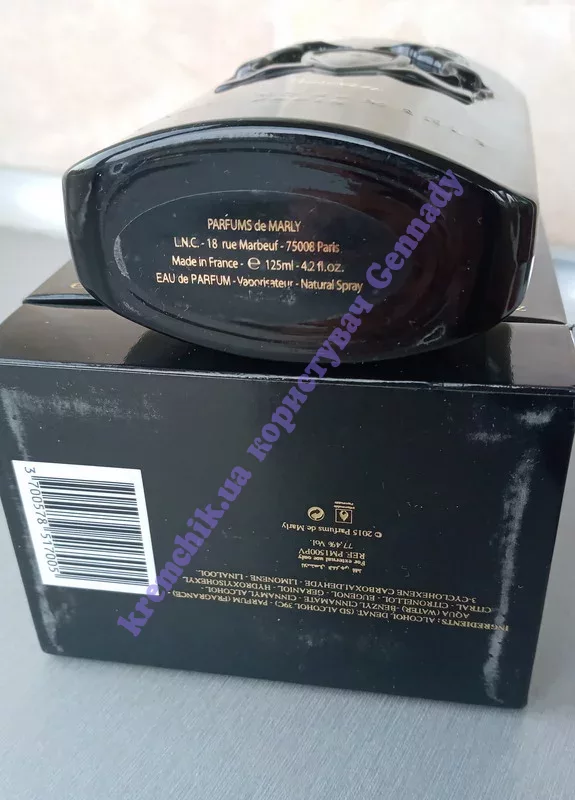 PARFUMS de MARLY
L.N.C. - 18 rue Marbeuf - 75008 Paris
Made in France - ℮ 125ml - 4.2 fl.oz.
EAU de PARFUM - Vaporisateur - Natural Spray
kremchik.ua користувач Gennady
3 700578 517005
© 2015 Parfums de Marly
77,4% Vol.
REF: PM1500PV
For external use only
INGREDIENTS : ALCOHOL DENAT. (SD ALCOHOL 39C), PARFUM (FRAGRANCE) -
AQUA (WATER) - BENZYL CINNAMATE - CINNAMYL ALCOHOL -
CITRAL - CITRONELLOL - EUGENOL - GERANIOL - HYDROXYISOHEXYL
3-CYCLOHEXENE CARBOXALDEHYDE - LIMONENE - LINALOOL